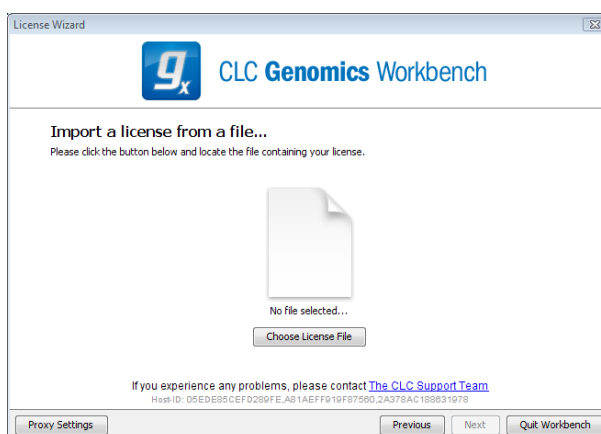 License Wizard
gx
CLC Genomics Workbench
Import a license from a file...
Please click the button below and locate the file containing your license.
No file selected...
Choose License File
If you experience any problems, please contact The CLC Support Team
Host-ID: 05EDE85CEFD289FE,A81AEFF919F87560,2A378AC188631978
Proxy Settings
Previous
Next
Quit Workbench